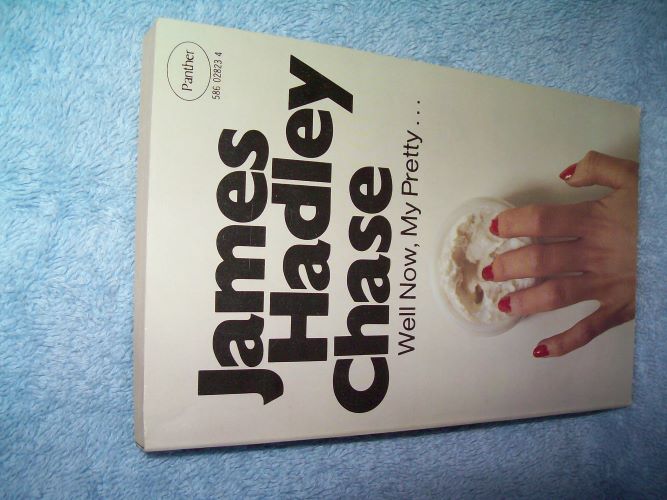 Panther
586 02823 4
James
Hadley
Chase
Well Now, My Pretty...